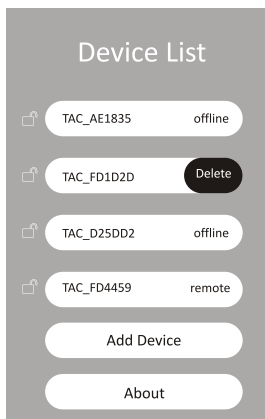 Device List
TAC_AE1835 offline
TAC_FD1D2D Delete
TAC_D25DD2 offline
TAC_FD4459 remote
Add Device
About